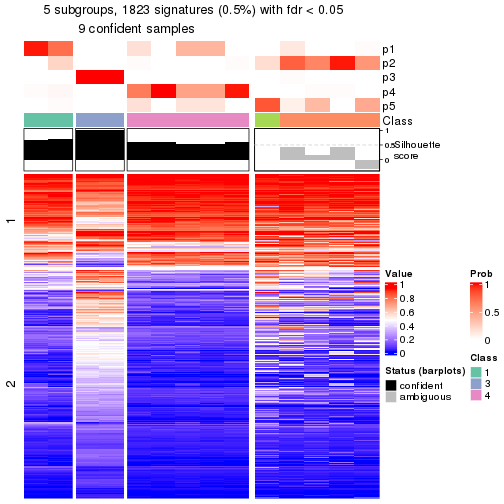 5 subgroups, 1823 signatures (0.5%) with fdr < 0.05
9 confident samples
p1
p2
p3
p4
p5
Class
1
0.5
0
Silhouette
score
1
2
Value
1
0.8
0.6
0.4
0.2
0
Prob
1
0.5
0
Status (barplots)
confident
ambiguous
Class
1
3
4